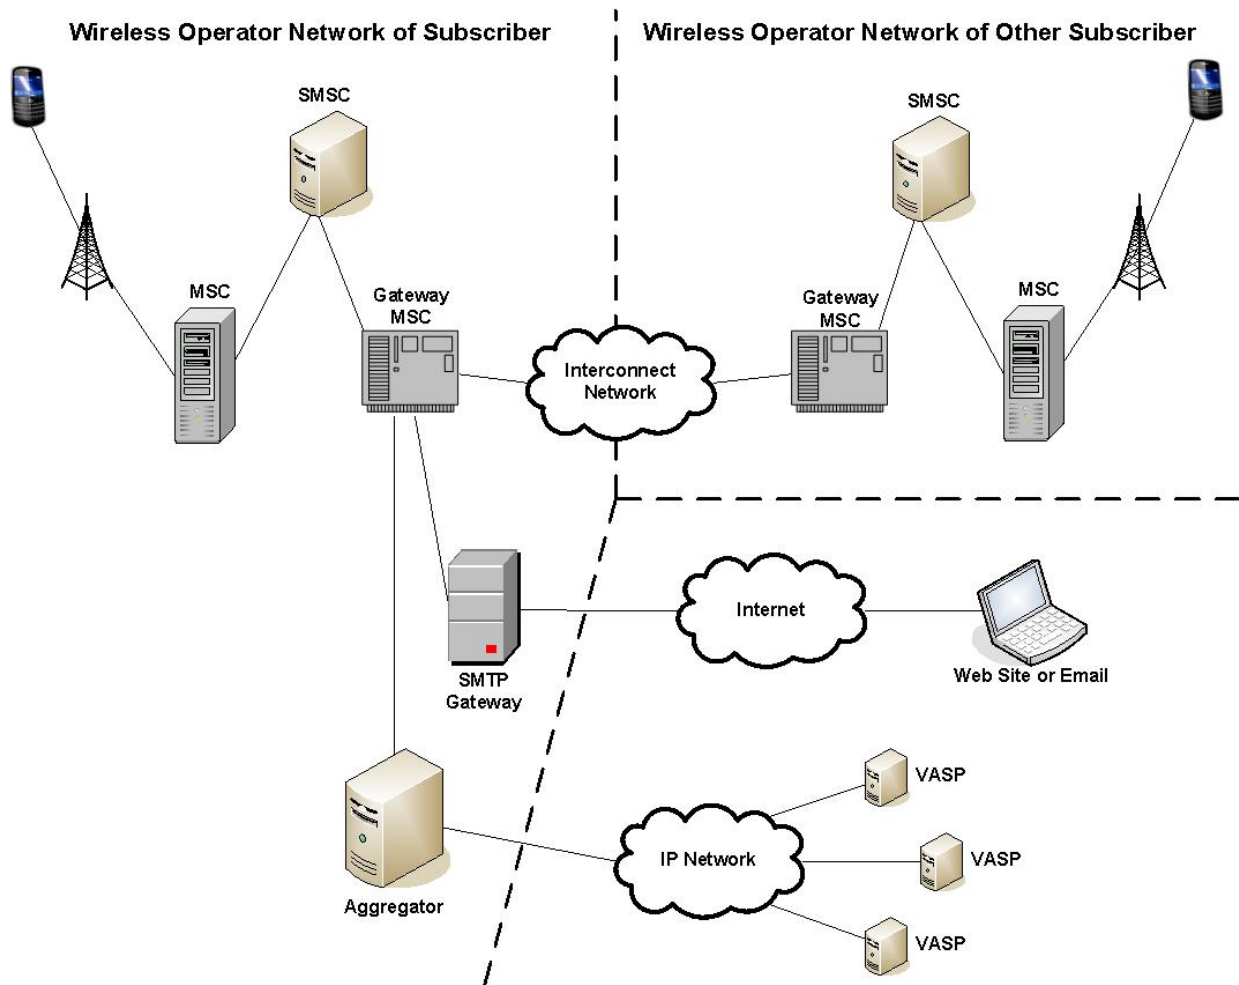 Wireless Operator Network of Subscriber
Wireless Operator Network of Other Subscriber
SMSC
SMSC
MSC
Gateway
MSC
Gateway
MSC
MSC
Interconnect
Network
Internet
SMTP
Gateway
Web Site or Email
VASP
IP Network
VASP
Aggregator
VASP